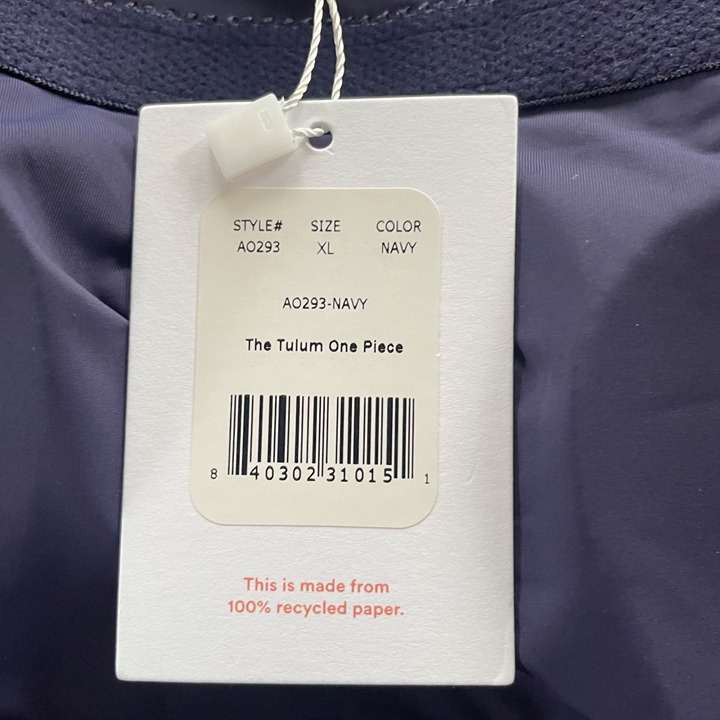 STYLE# SIZE COLOR
AO293 XL NAVY
AO293-NAVY
The Tulum One Piece
8 40302 31015 1
This is made from
100% recycled paper.